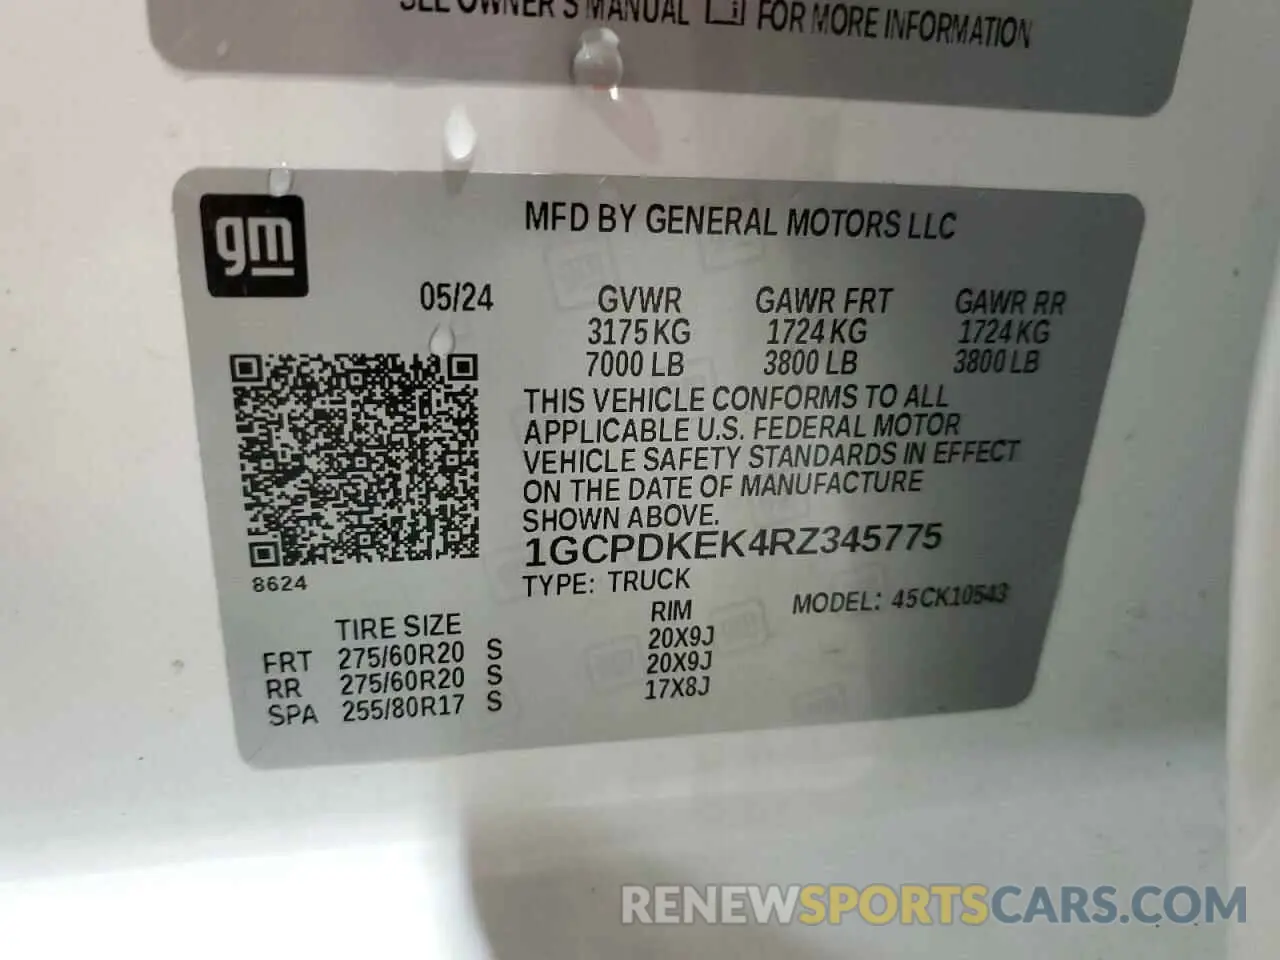 SEE OWNER'S MANUAL i FOR MORE INFORMATION
gm
MFD BY GENERAL MOTORS LLC
05/24 GVWR GAWR FRT GAWR RR
3175 KG 1724 KG 1724 KG
7000 LB 3800 LB 3800 LB
THIS VEHICLE CONFORMS TO ALL
APPLICABLE U.S. FEDERAL MOTOR
VEHICLE SAFETY STANDARDS IN EFFECT
ON THE DATE OF MANUFACTURE
SHOWN ABOVE.
1GCPDKEK4RZ345775
8624
TYPE: TRUCK
MODEL: 45CK10543
TIRE SIZE RIM
FRT 275/60R20 S 20X9J
RR 275/60R20 S 20X9J
SPA 255/80R17 S 17X8J
RENEWSPORTSCARS.COM